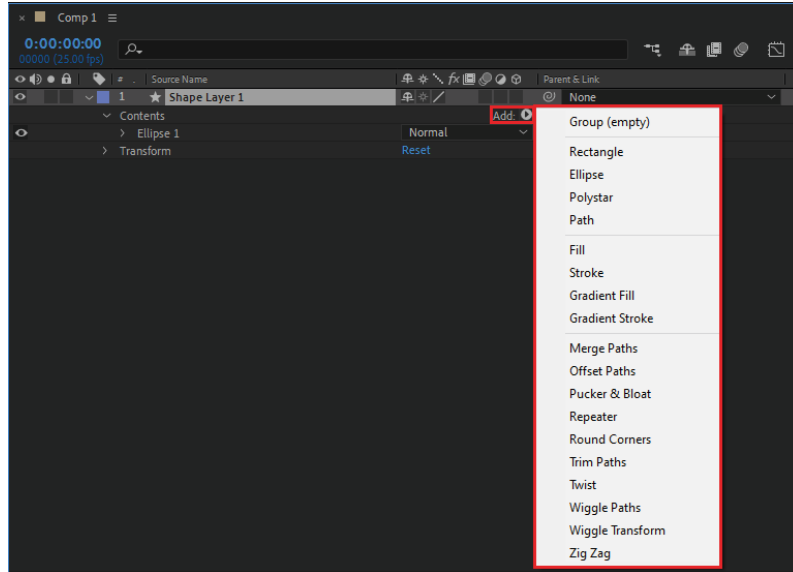 × Comp 1 ≡
0:00:00:00
00000 (25.00 fps)
# . Source Name fx Parent & Link
1 Shape Layer 1 None
Contents Add:
Ellipse 1 Normal
Transform Reset
Group (empty)
Rectangle
Ellipse
Polystar
Path
Fill
Stroke
Gradient Fill
Gradient Stroke
Merge Paths
Offset Paths
Pucker & Bloat
Repeater
Round Corners
Trim Paths
Twist
Wiggle Paths
Wiggle Transform
Zig Zag